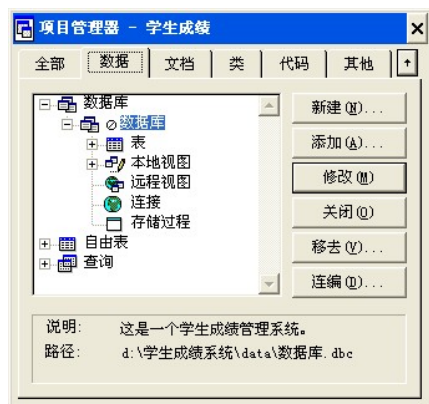 项目管理器 - 学生成绩
全部 数据 文档 类 代码 其他
数据库
数据库
表
本地视图
远程视图
连接
存储过程
自由表
查询
新建(N)...
添加(A)...
修改(M)
关闭(O)
移去(V)...
连编(D)...
说明: 这是一个学生成绩管理系统。
路径: d:\学生成绩系统\data\数据库.dbc